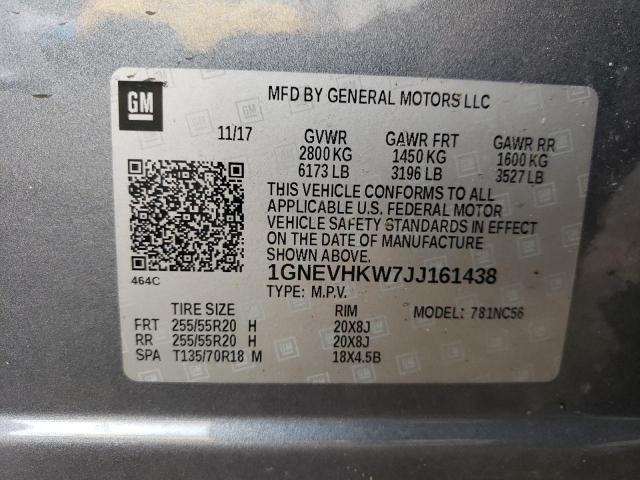 GM
MFD BY GENERAL MOTORS LLC
11/17 GVWR GAWR FRT GAWR RR
2800 KG 1450 KG 1600 KG
6173 LB 3196 LB 3527 LB
THIS VEHICLE CONFORMS TO ALL
APPLICABLE U.S. FEDERAL MOTOR
VEHICLE SAFETY STANDARDS IN EFFECT
ON THE DATE OF MANUFACTURE
SHOWN ABOVE.
464C
1GNEVHKW7JJ161438
TYPE: M.P.V.
TIRE SIZE RIM MODEL: 781NC56
FRT 255/55R20 H 20X8J
RR 255/55R20 H 20X8J
SPA T135/70R18 M 18X4.5B